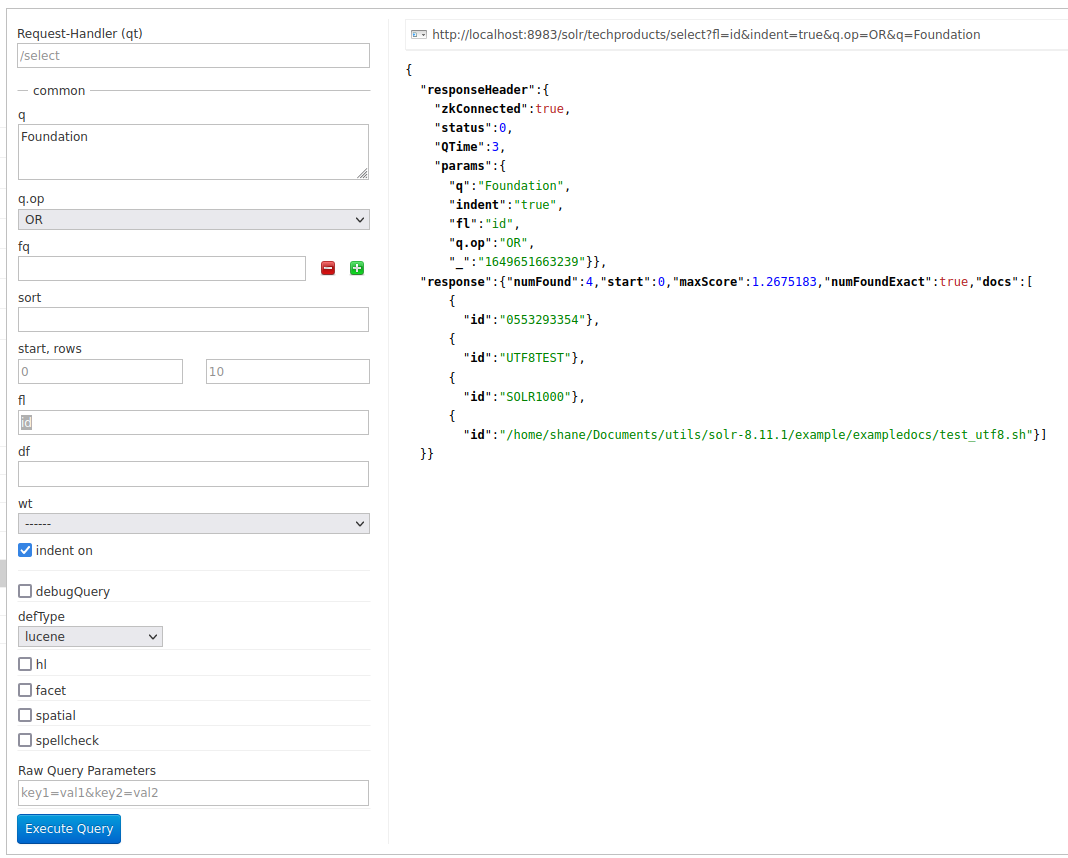 Request-Handler (qt)
/select
common
q
Foundation
q.op
OR
fq
sort
start, rows
0 10
fl
id
df
wt
------
indent on
debugQuery
defType
lucene
hl
facet
spatial
spellcheck
Raw Query Parameters
key1=val1&key2=val2
Execute Query
http://localhost:8983/solr/techproducts/select?fl=id&indent=true&q.op=OR&q=Foundation
{
"responseHeader":{
"zkConnected":true,
"status":0,
"QTime":3,
"params":{
"q":"Foundation",
"indent":"true",
"fl":"id",
"q.op":"OR",
"_":"1649651663239"}},
"response":{"numFound":4,"start":0,"maxScore":1.2675183,"numFoundExact":true,"docs":[
{
"id":"0553293354"},
{
"id":"UTF8TEST"},
{
"id":"SOLR1000"},
{
"id":"/home/shane/Documents/utils/solr-8.11.1/example/exampledocs/test_utf8.sh"}]
}}